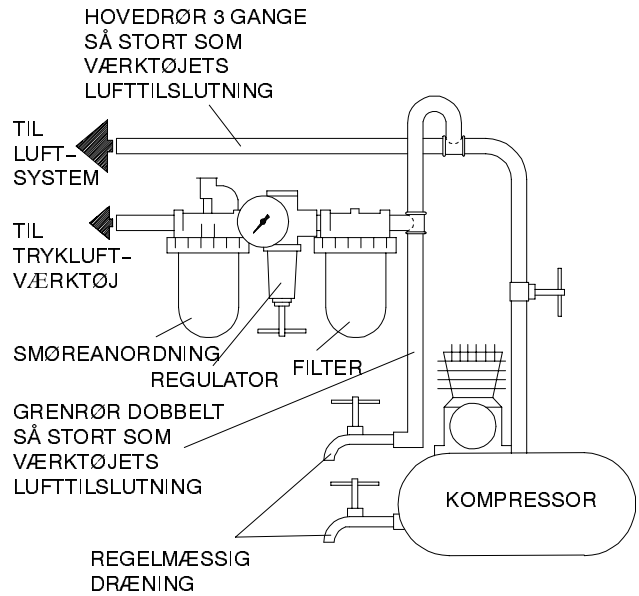 HOVEDRØR 3 GANGE
SÅ STORT SOM
VÆRKTØJETS
LUFTTILSLUTNING
TIL
LUFT–
SYSTEM
TIL
TRYKLUFT–
VÆRKTØJ
SMØREANORDNING
REGULATOR
FILTER
GRENRØR DOBBELT
SÅ STORT SOM
VÆRKTØJETS
LUFTTILSLUTNING
KOMPRESSOR
REGELMÆSSIG
DRÆNING